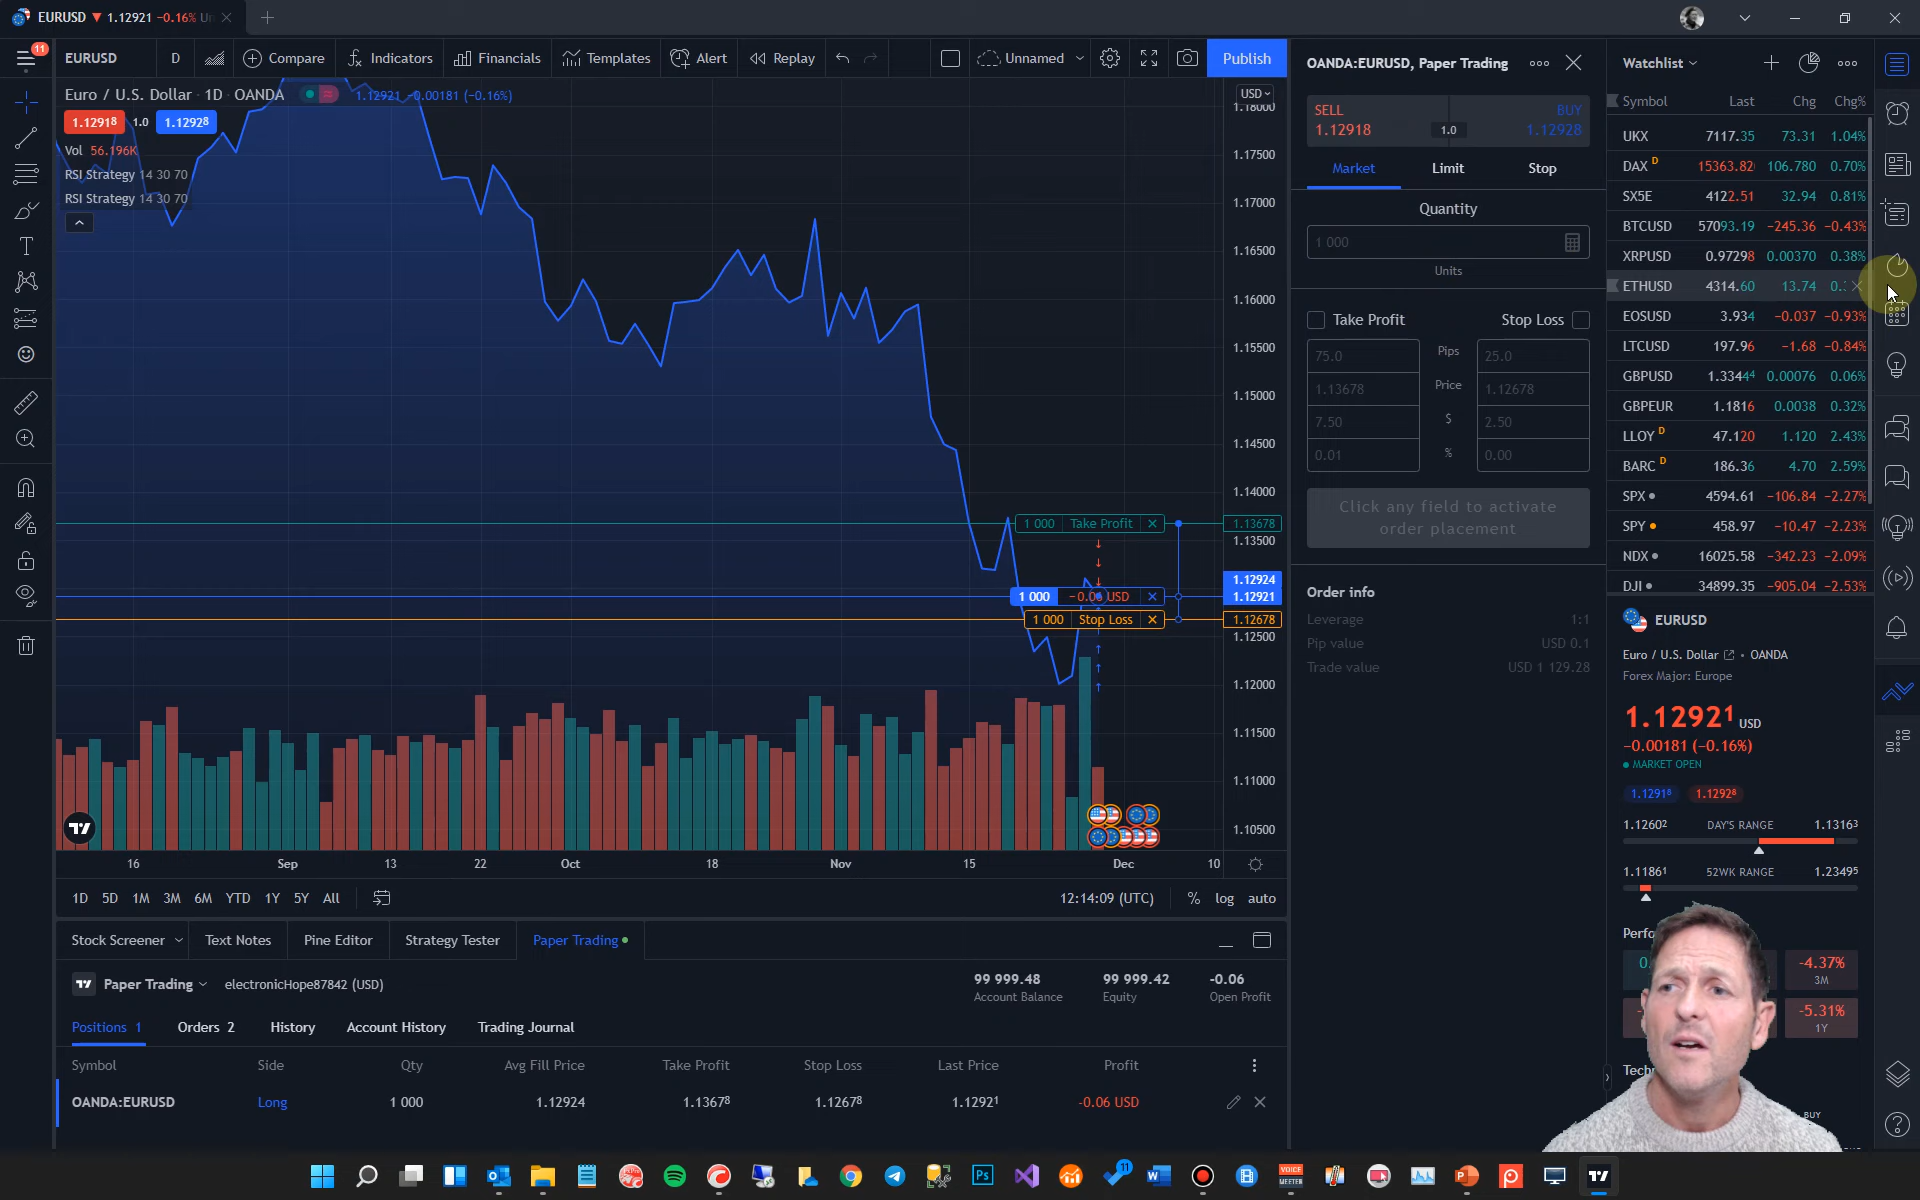 EURUSD ▼ 1.12921 −0.16% Un
11
EURUSD
D
Compare
Indicators
Financials
Templates
Alert
Replay
Unnamed
Publish
Euro / U.S. Dollar · 1D · OANDA
1.12921 −0.00181 (−0.16%)
1.12918 1.0 1.12928
Vol 56.196K
RSI Strategy 14 30 70
RSI Strategy 14 30 70
USD
1.18000
1.17500
1.17000
1.16500
1.16000
1.15500
1.15000
1.14500
1.14000
1.13678
1.13500
1.12924
1.12921
1.12678
1.12500
1.12000
1.11500
1.11000
1.10500
1 000 Take Profit
1 000 −0.06 USD
1 000 Stop Loss
16 Sep 13 22 Oct 18 Nov 15 Dec 10
1D 5D 1M 3M 6M YTD 1Y 5Y All
12:14:09 (UTC) % log auto
Stock Screener Text Notes Pine Editor Strategy Tester Paper Trading
Paper Trading electronicHope87842 (USD)
99 999.48 99 999.42 -0.06
Account Balance Equity Open Profit
Positions 1 Orders 2 History Account History Trading Journal
Symbol Side Qty Avg Fill Price Take Profit Stop Loss Last Price Profit
OANDA:EURUSD Long 1 000 1.12924 1.13678 1.12678 1.12921 -0.06 USD
OANDA:EURUSD, Paper Trading
SELL BUY
1.12918 1.0 1.12928
Market Limit Stop
Quantity
1 000
Units
Take Profit Stop Loss
75.0 Pips 25.0
1.13678 Price 1.12678
7.50 $ 2.50
0.01 % 0.00
Click any field to activate
order placement
Order info
Leverage 1:1
Pip value USD 0.1
Trade value USD 1 129.28
Watchlist
Symbol Last Chg Chg%
UKX 7117.35 73.31 1.04%
DAX D 15363.820 106.780 0.70%
SX5E 4122.51 32.94 0.81%
BTCUSD 57093.19 −245.36 −0.43%
XRPUSD 0.97298 0.00370 0.38%
ETHUSD 4314.60 13.74 0.
EOSUSD 3.934 −0.037 −0.93%
LTCUSD 197.96 −1.68 −0.84%
GBPUSD 1.33444 0.00076 0.06%
GBPEUR 1.1816 0.0038 0.32%
LLOY D 47.120 1.120 2.43%
BARC D 186.36 4.70 2.59%
SPX 4594.61 −106.84 −2.27%
SPY 458.97 −10.47 −2.23%
NDX 16025.58 −342.23 −2.09%
DJI 34899.35 −905.04 −2.53%
EURUSD
Euro / U.S. Dollar • OANDA
Forex Major: Europe
1.12921 USD
−0.00181 (−0.16%)
MARKET OPEN
1.12918 1.12928
1.12602 DAY'S RANGE 1.13163
1.11861 52WK RANGE 1.23495
Perfo
0.
-4.37%
3M
-5.31%
1Y
Tech
BUY
11
Ps
VOICE
MEETER